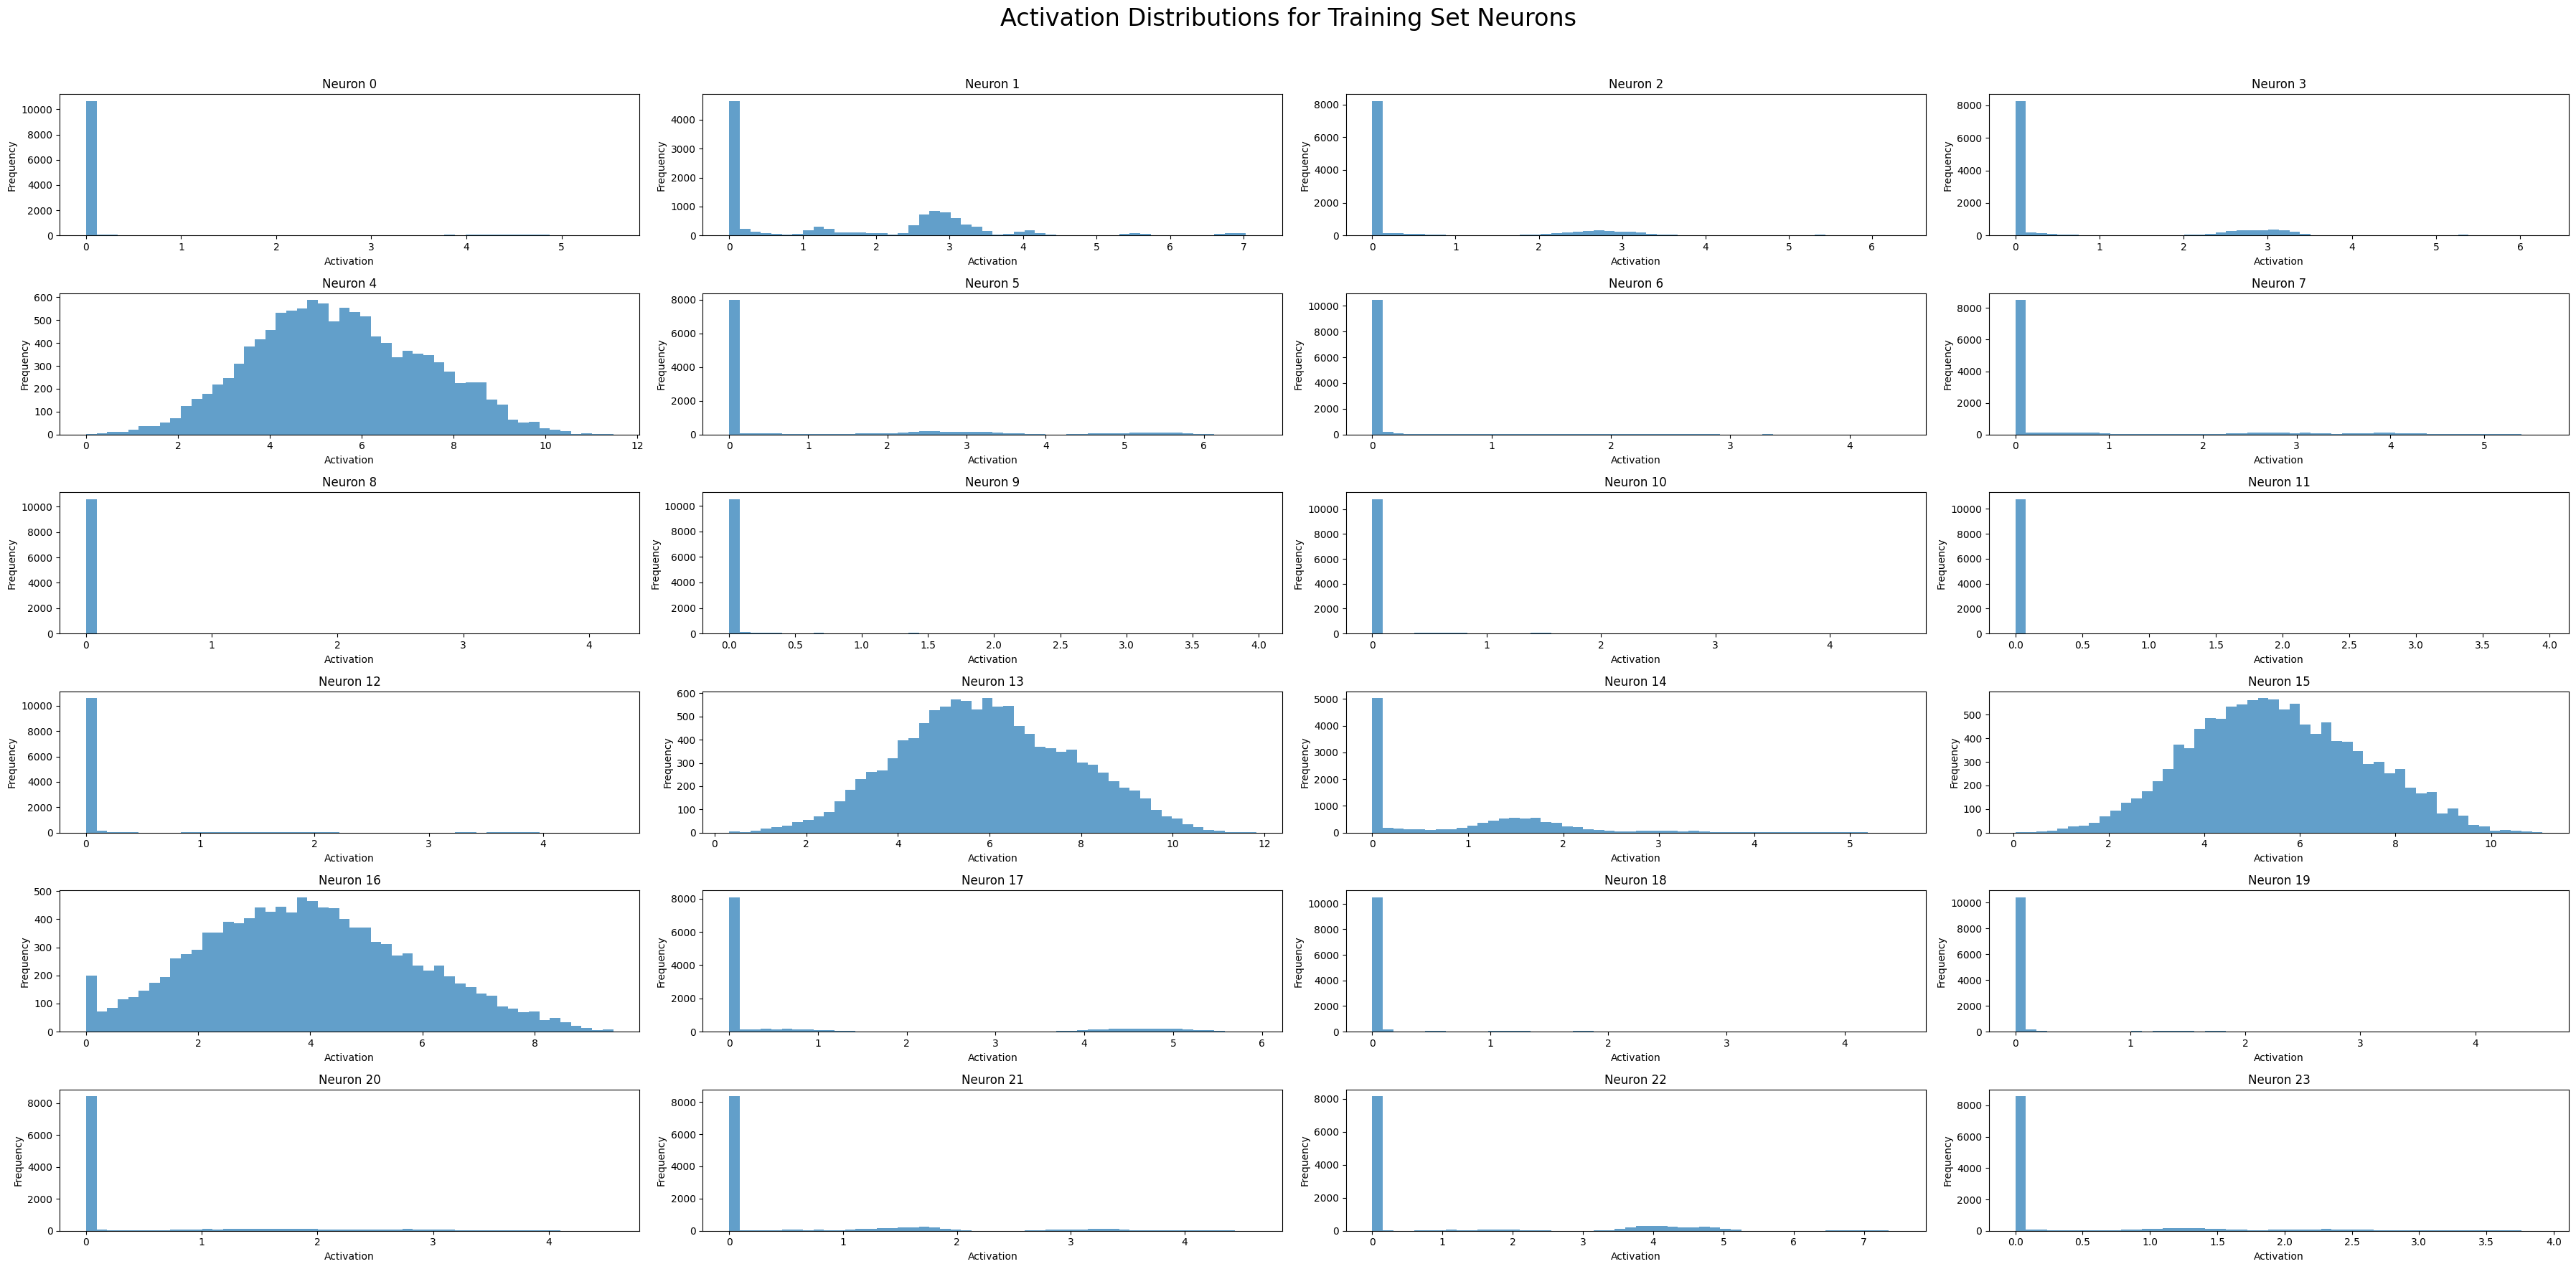 Activation Distributions for Training Set Neurons
Neuron 0
Frequency
10000
8000
6000
4000
2000
0
0 1 2 3 4 5
Activation
Neuron 1
Frequency
4000
3000
2000
1000
0
0 1 2 3 4 5 6 7
Activation
Neuron 2
Frequency
8000
6000
4000
2000
0
0 1 2 3 4 5 6
Activation
Neuron 3
Frequency
8000
6000
4000
2000
0
0 1 2 3 4 5 6
Activation
Neuron 4
Frequency
600
500
400
300
200
100
0
0 2 4 6 8 10 12
Activation
Neuron 5
Frequency
8000
6000
4000
2000
0
0 1 2 3 4 5 6
Activation
Neuron 6
Frequency
10000
8000
6000
4000
2000
0
0 1 2 3 4
Activation
Neuron 7
Frequency
8000
6000
4000
2000
0
0 1 2 3 4 5
Activation
Neuron 8
Frequency
10000
8000
6000
4000
2000
0
0 1 2 3 4
Activation
Neuron 9
Frequency
10000
8000
6000
4000
2000
0
0.0 0.5 1.0 1.5 2.0 2.5 3.0 3.5 4.0
Activation
Neuron 10
Frequency
10000
8000
6000
4000
2000
0
0 1 2 3 4
Activation
Neuron 11
Frequency
10000
8000
6000
4000
2000
0
0.0 0.5 1.0 1.5 2.0 2.5 3.0 3.5 4.0
Activation
Neuron 12
Frequency
10000
8000
6000
4000
2000
0
0 1 2 3 4
Activation
Neuron 13
Frequency
600
500
400
300
200
100
0
0 2 4 6 8 10 12
Activation
Neuron 14
Frequency
5000
4000
3000
2000
1000
0
0 1 2 3 4 5
Activation
Neuron 15
Frequency
500
400
300
200
100
0
0 2 4 6 8 10
Activation
Neuron 16
Frequency
500
400
300
200
100
0
0 2 4 6 8
Activation
Neuron 17
Frequency
8000
6000
4000
2000
0
0 1 2 3 4 5 6
Activation
Neuron 18
Frequency
10000
8000
6000
4000
2000
0
0 1 2 3 4
Activation
Neuron 19
Frequency
10000
8000
6000
4000
2000
0
0 1 2 3 4
Activation
Neuron 20
Frequency
8000
6000
4000
2000
0
0 1 2 3 4
Activation
Neuron 21
Frequency
8000
6000
4000
2000
0
0 1 2 3 4
Activation
Neuron 22
Frequency
8000
6000
4000
2000
0
0 1 2 3 4 5 6 7
Activation
Neuron 23
Frequency
8000
6000
4000
2000
0
0.0 0.5 1.0 1.5 2.0 2.5 3.0 3.5 4.0
Activation